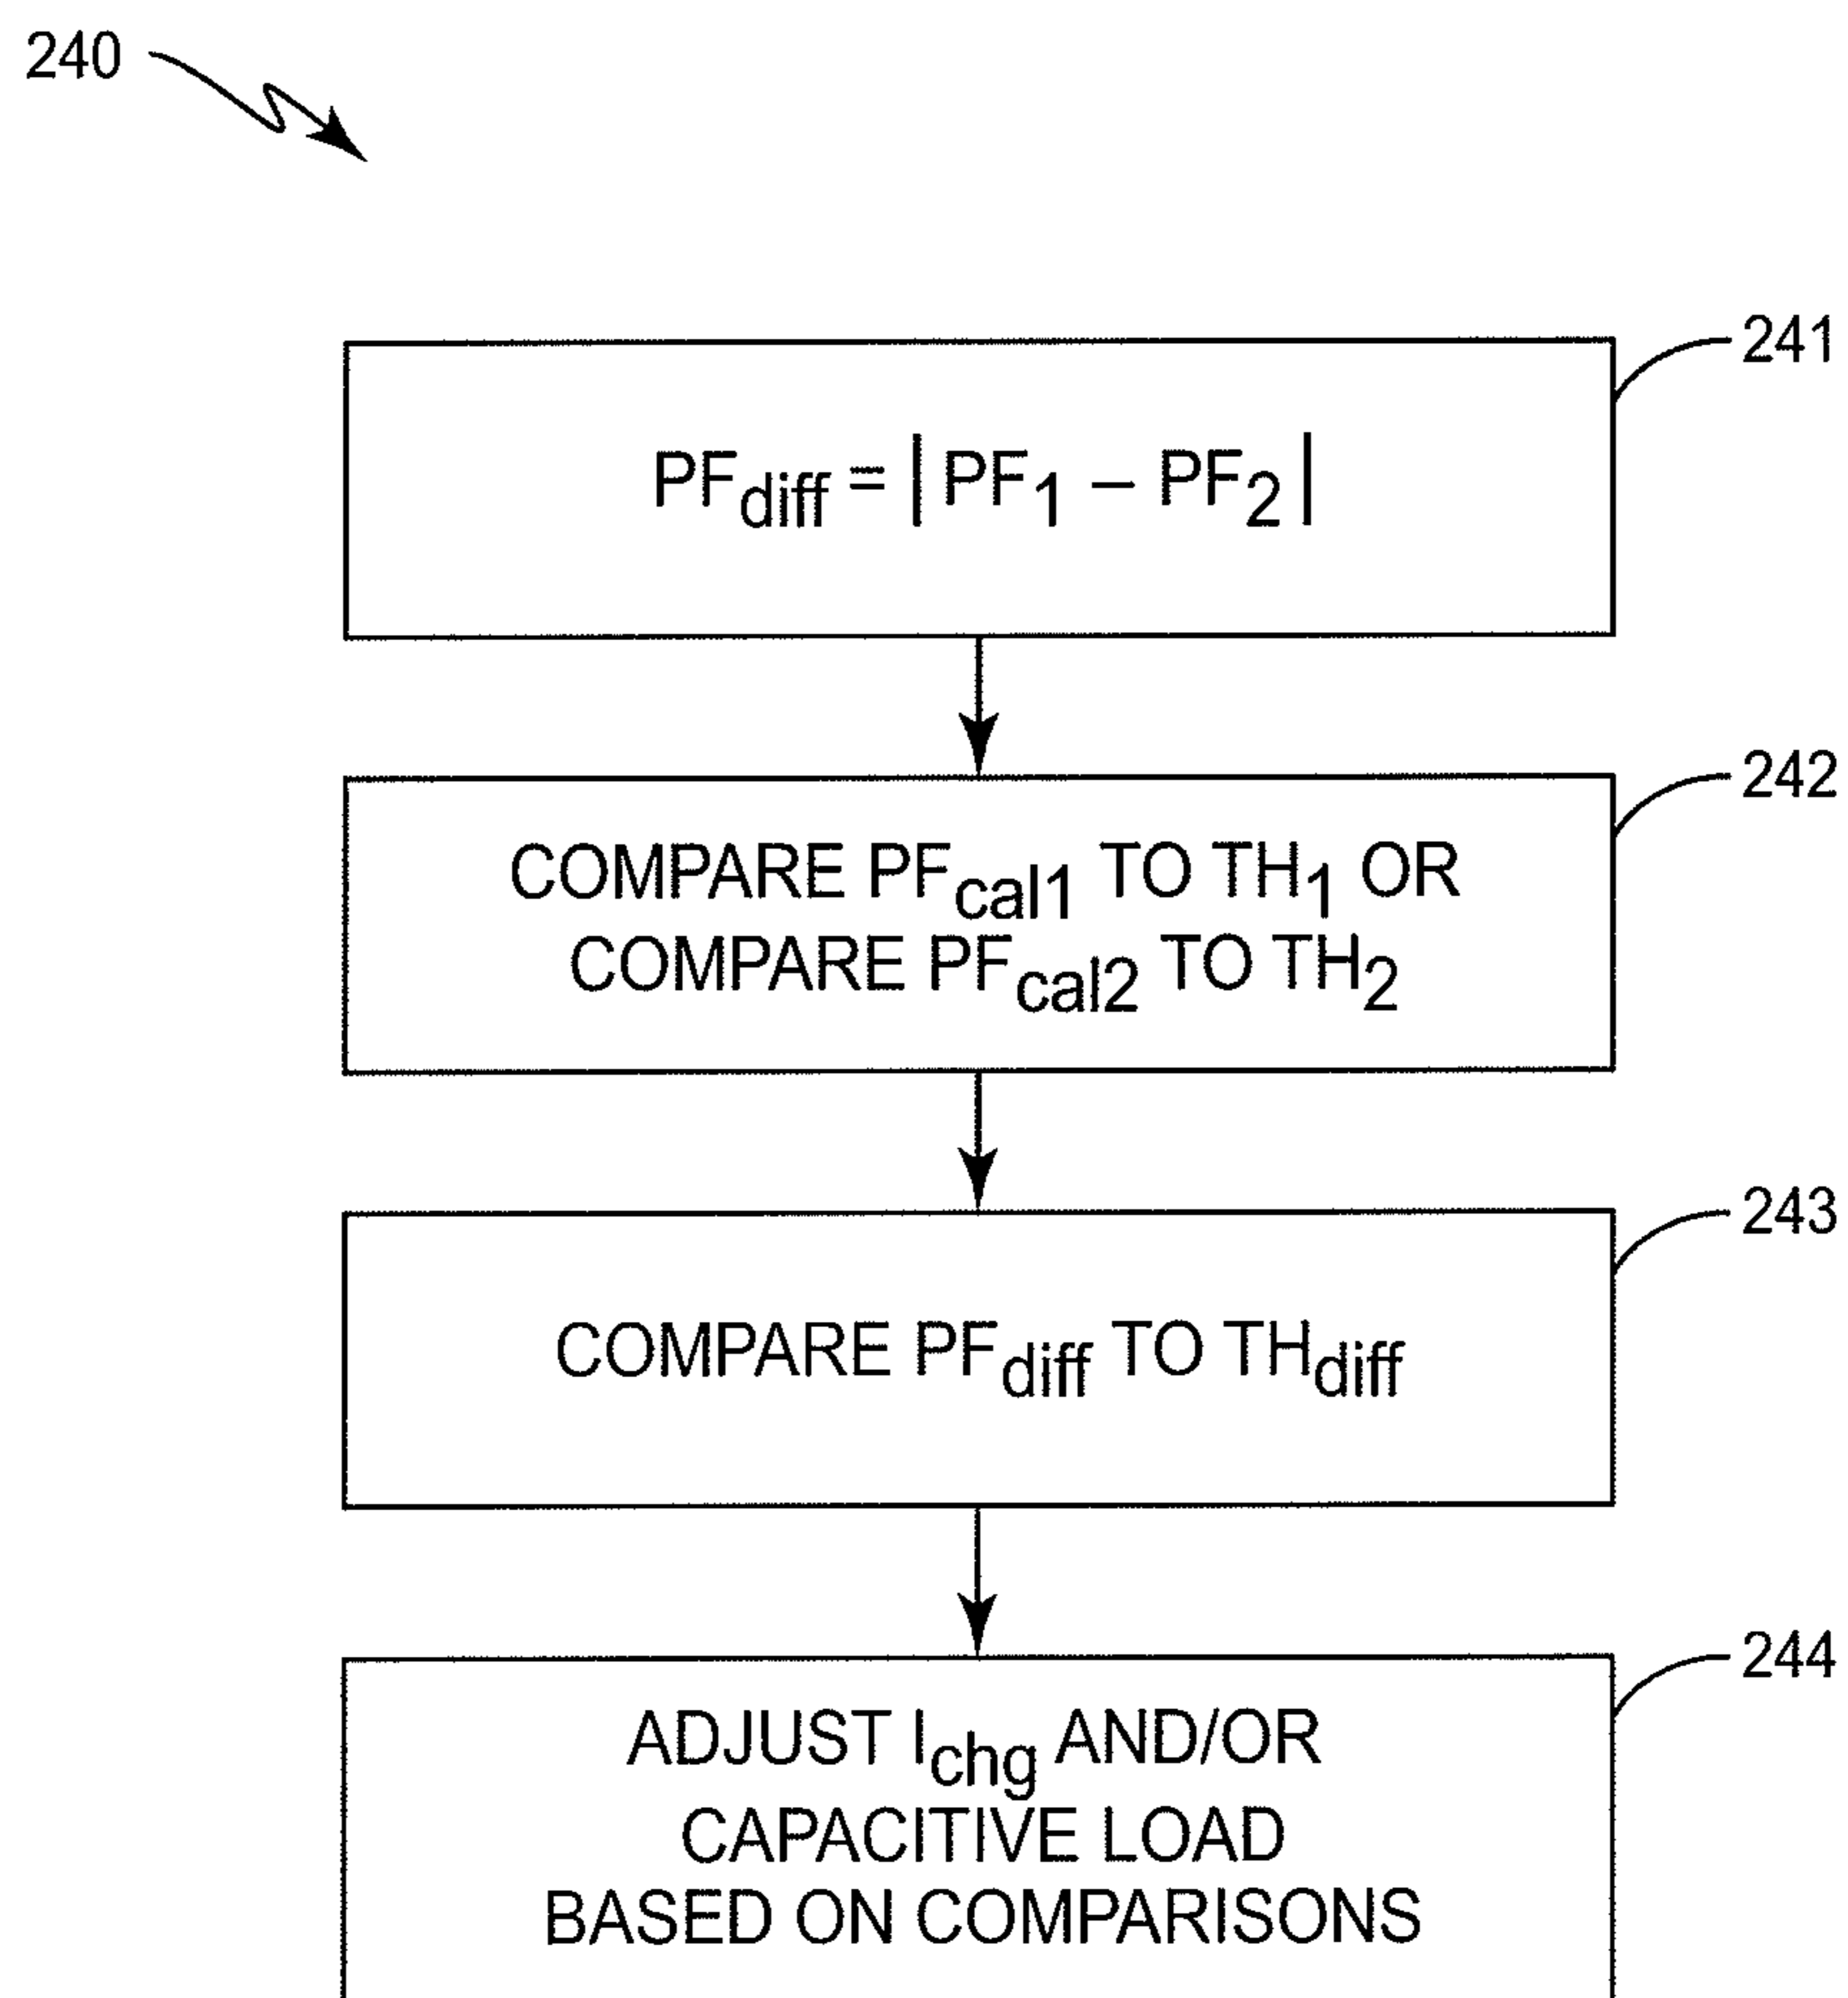 240
241
PFdiff = | PF1 – PF2 |
242
COMPARE PFcal1 TO TH1 OR
COMPARE PFcal2 TO TH2
243
COMPARE PFdiff TO THdiff
244
ADJUST Ichg AND/OR
CAPACITIVE LOAD
BASED ON COMPARISONS